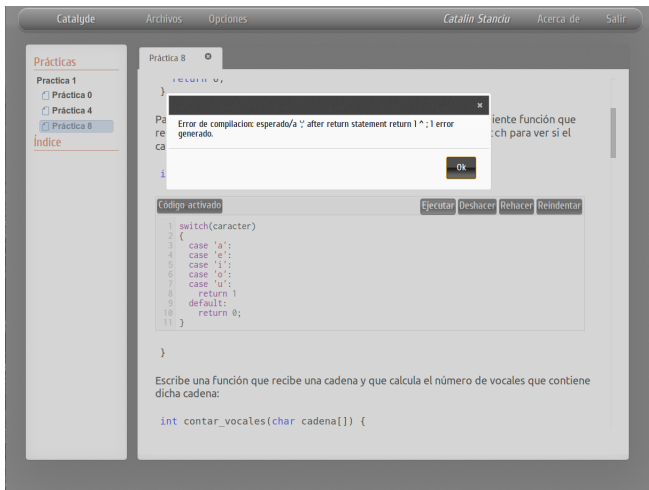 Catalyde Archivos Opciones Catalin Stanciu Acerca de Salir
Prácticas
Practica 1
Práctica 0
Práctica 4
Práctica 8
Índice
Práctica 8
return 0;
}
Pa
iente función que
re
ch para ver si el
ca
i
Error de compilacion: esperado/a ';' after return statement return 1 ^ ; 1 error
generado.
Ok
Código activado Ejecutar Deshacer Rehacer Reindentar
1 switch(caracter)
2 {
3 case 'a':
4 case 'e':
5 case 'i':
6 case 'o':
7 case 'u':
8 return 1
9 default:
10 return 0;
11 }
}
Escribe una función que recibe una cadena y que calcula el número de vocales que contiene
dicha cadena:
int contar_vocales(char cadena[]) {